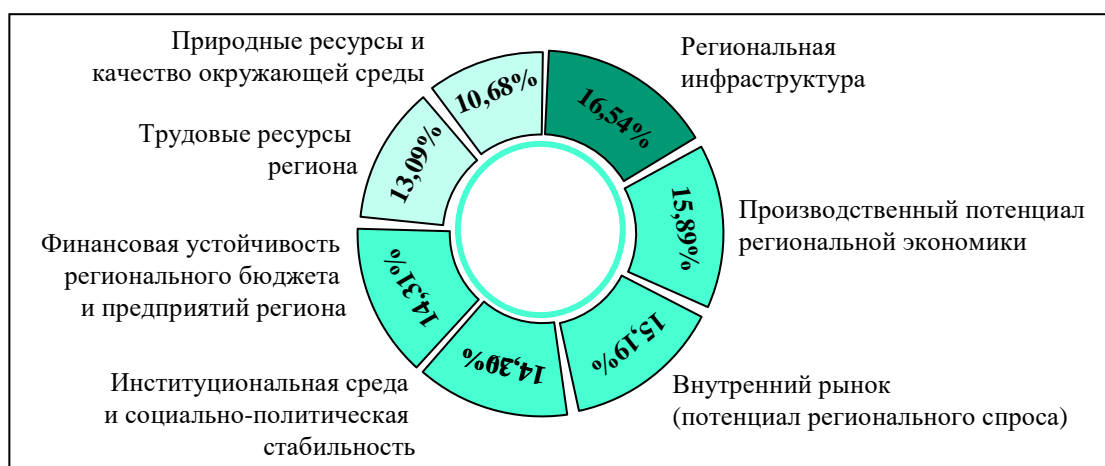 Природные ресурсы и
качество окружающей среды
10,68%
Региональная
инфраструктура
16,54%
Трудовые ресурсы
региона
13,09%
Производственный потенциал
региональной экономики
15,89%
Финансовая устойчивость
регионального бюджета
и предприятий региона
14,31%
Институциональная среда
и социально-политическая
стабильность
Внутренний рынок
(потенциал регионального спроса)
15,19%